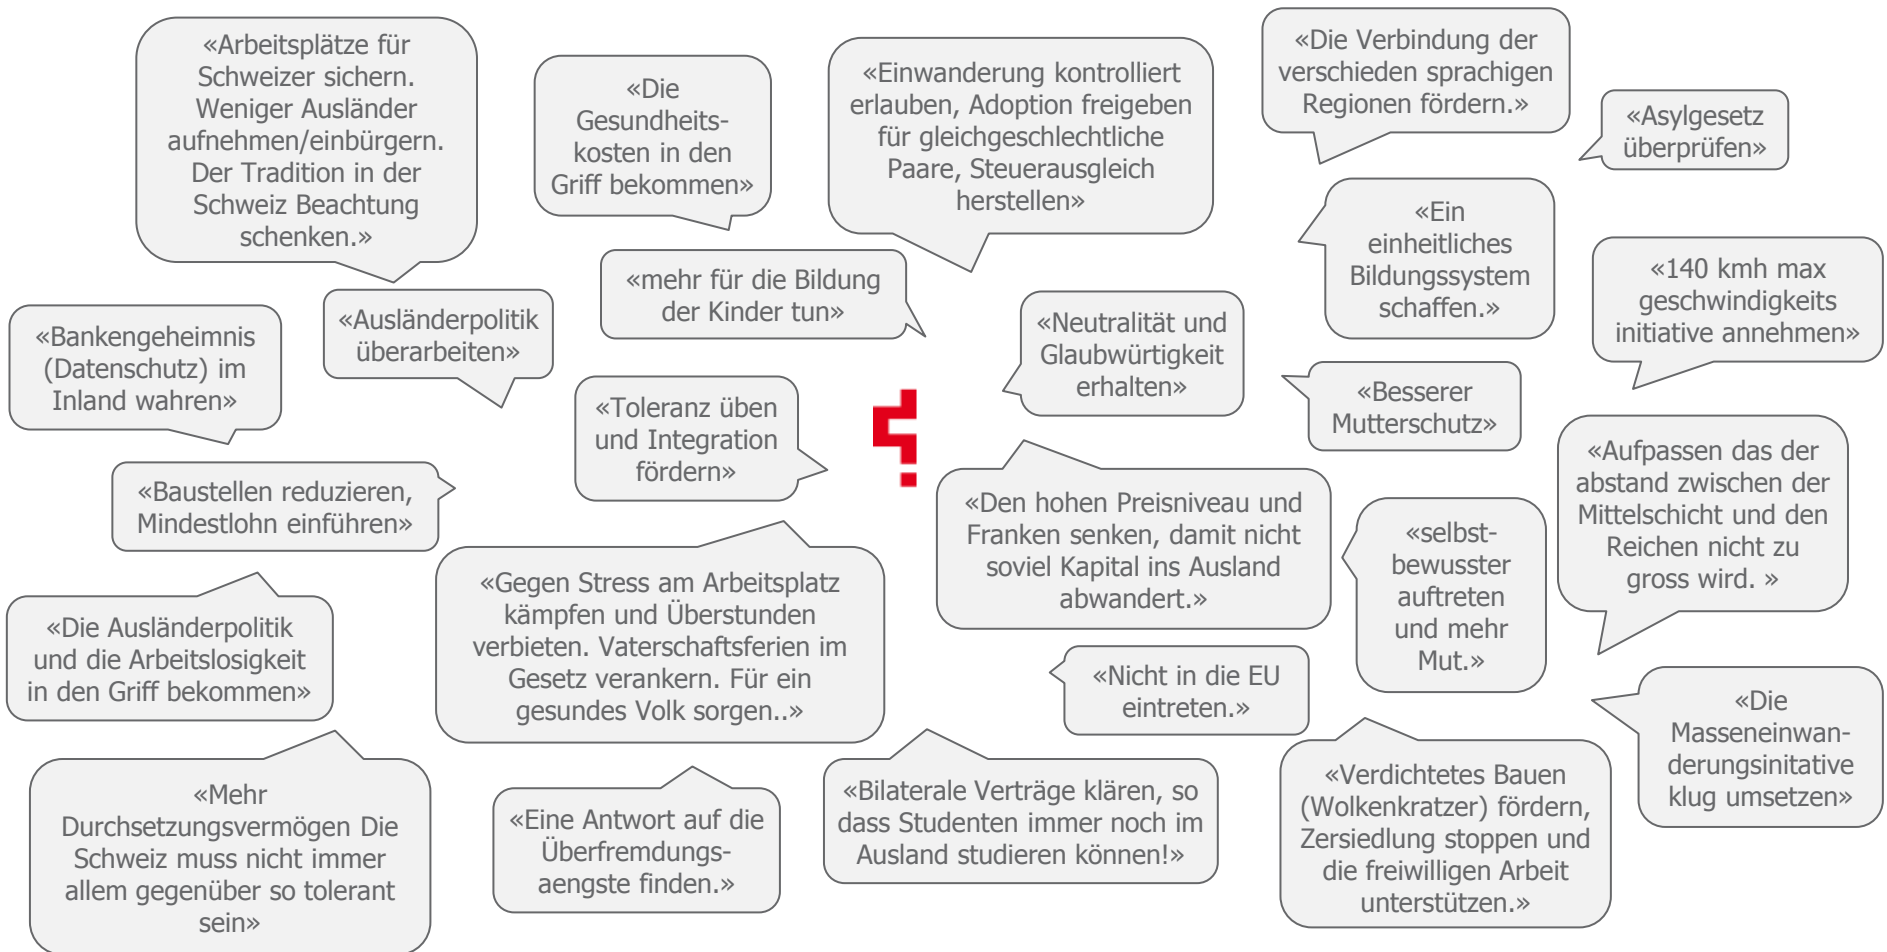 «Arbeitsplätze für
Schweizer sichern.
Weniger Ausländer
aufnehmen/einbürgern.
Der Tradition in der
Schweiz Beachtung
schenken.»
«Die
Gesundheits-
kosten in den
Griff bekommen»
«Einwanderung kontrolliert
erlauben, Adoption freigeben
für gleichgeschlechtliche
Paare, Steuerausgleich
herstellen»
«Die Verbindung der
verschieden sprachigen
Regionen fördern.»
«Asylgesetz
überprüfen»
«Ein
einheitliches
Bildungssystem
schaffen.»
«140 kmh max
geschwindigkeits
initiative annehmen»
«mehr für die Bildung
der Kinder tun»
«Bankengeheimnis
(Datenschutz) im
Inland wahren»
«Ausländerpolitik
überarbeiten»
«Neutralität und
Glaubwürtigkeit
erhalten»
«Besserer
Mutterschutz»
«Toleranz üben
und Integration
fördern»
«Baustellen reduzieren,
Mindestlohn einführen»
«Den hohen Preisniveau und
Franken senken, damit nicht
soviel Kapital ins Ausland
abwandert.»
«selbst-
bewusster
auftreten
und mehr
Mut.»
«Aufpassen das der
abstand zwischen der
Mittelschicht und den
Reichen nicht zu
gross wird. »
«Die Ausländerpolitik
und die Arbeitslosigkeit
in den Griff bekommen»
«Gegen Stress am Arbeitsplatz
kämpfen und Überstunden
verbieten. Vaterschaftsferien im
Gesetz verankern. Für ein
gesundes Volk sorgen..»
«Nicht in die EU
eintreten.»
«Die
Masseneinwan-
derungsinitative
klug umsetzen»
«Mehr
Durchsetzungsvermögen Die
Schweiz muss nicht immer
allem gegenüber so tolerant
sein»
«Eine Antwort auf die
Überfremdungs-
aengste finden.»
«Bilaterale Verträge klären, so
dass Studenten immer noch im
Ausland studieren können!»
«Verdichtetes Bauen
(Wolkenkratzer) fördern,
Zersiedlung stoppen und
die freiwilligen Arbeit
unterstützen.»